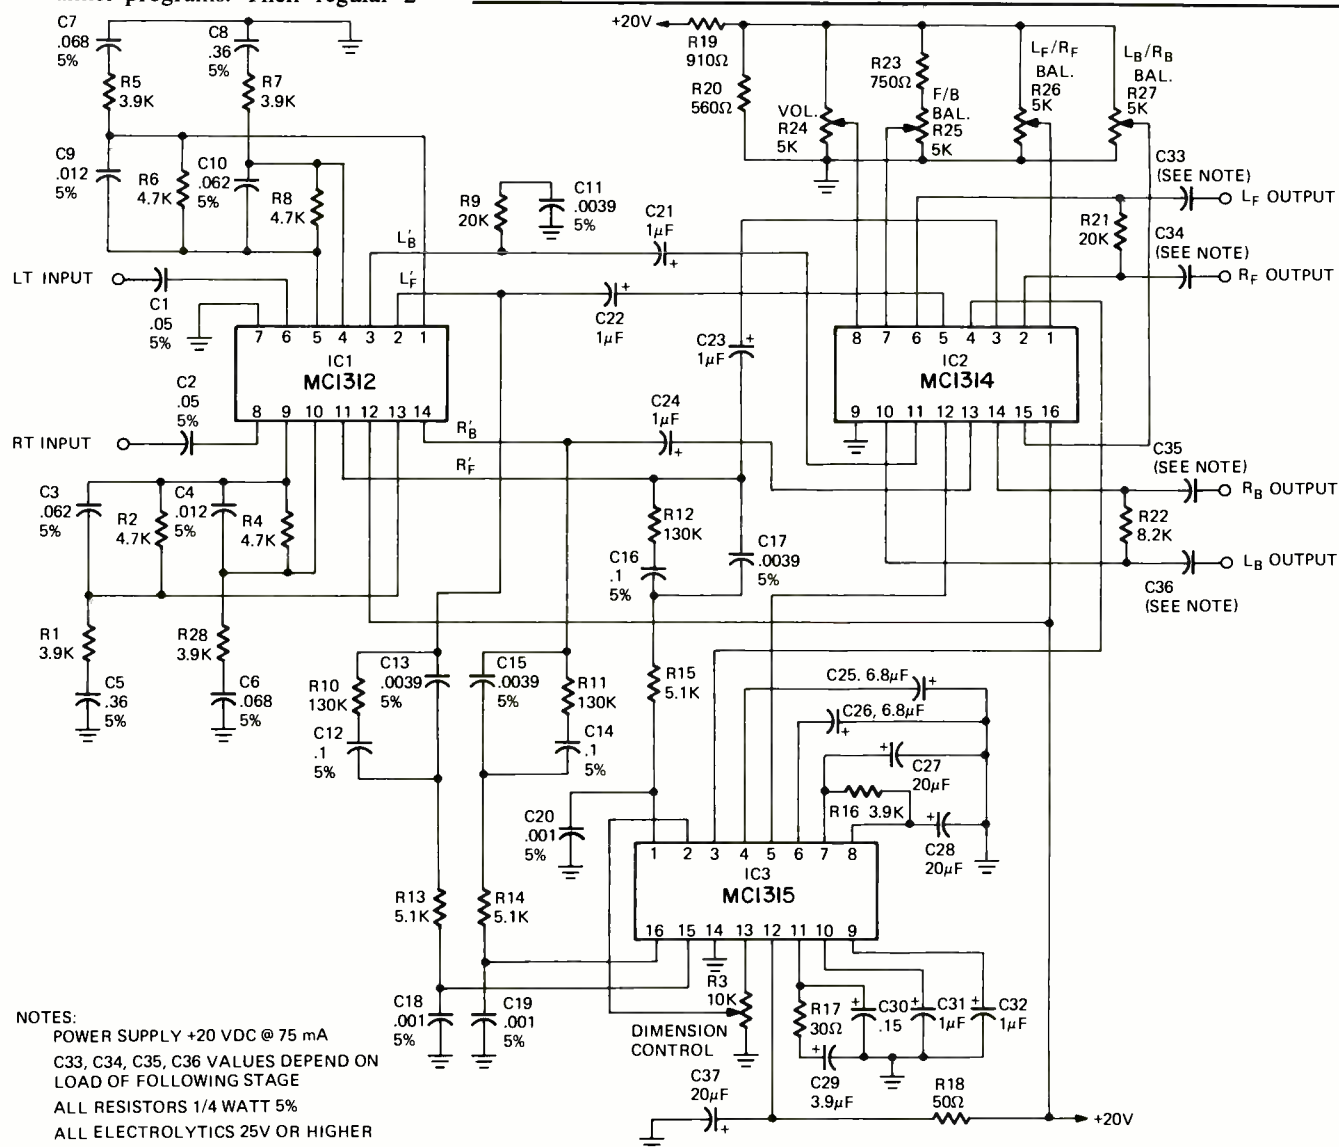 programs. Then regular 2
C7
.068
5%
R5
3.9K
C8
.36
5%
R7
3.9K
C9
.012
5%
R6
4.7K
C10
.062
5%
R8
4.7K
R9
20K
C11
.0039
5%
C21
1µF
+
L'B
L'F
LT INPUT
C1
.05
5%
+
C22
1µF
7 6 5 4 3 2 1
IC1
MC1312
8 9 10 11 12 13 14
C2
.05
5%
RT INPUT
R'B
R'F
C24
1µF
+
C23
1µF
+
+20V
R19
910Ω
R20
560Ω
VOL.
R24
5K
R23
750Ω
F/B
BAL.
R25
5K
LF/RF
BAL.
R26
5K
LB/RB
BAL.
R27
5K
C33
(SEE NOTE)
LF OUTPUT
R21
20K
C34
(SEE NOTE)
RF OUTPUT
8 7 6 5 4 3 2 1
IC2
MC1314
9 10 11 12 13 14 15 16
C35
(SEE NOTE)
RB OUTPUT
R22
8.2K
LB OUTPUT
C36
(SEE NOTE)
C3
.062
5%
R2
4.7K
C4
.012
5%
R4
4.7K
R1
3.9K
C5
.36
5%
R28
3.9K
C6
.068
5%
R12
130K
C16
.1
5%
C17
.0039
5%
R10
130K
C12
.1
5%
C13
.0039
5%
C15
.0039
5%
R11
130K
C14
.1
5%
R15
5.1K
C20
.001
5%
C25. 6.8µF
+
C26, 6.8µF
+
+
C27
20µF
R16 3.9K
+
C28
20µF
1 2 3 4 5 6 7 8
IC3
MC1315
16 15 14 13 12 11 10 9
R13
5.1K
R14
5.1K
C18
.001
5%
C19
.001
5%
R3
10K
DIMENSION
CONTROL
R17
30Ω
+
C30
.15
+
C31
1µF
+
C32
1µF
+
C29
3.9µF
C37
20µF
+
R18
50Ω
+20V
NOTES:
POWER SUPPLY +20 VDC @ 75 mA
C33, C34, C35, C36 VALUES DEPEND ON
LOAD OF FOLLOWING STAGE
ALL RESISTORS 1/4 WATT 5%
ALL ELECTROLYTICS 25V OR HIGHER